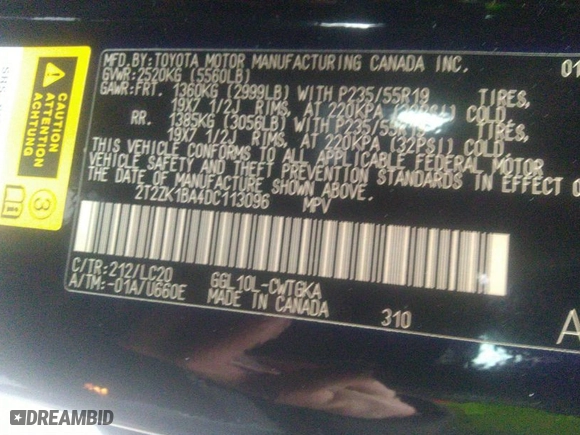 MFD.BY:TOYOTA MOTOR MANUFACTURING CANADA INC. 01
GVWR:2520KG (5560LB)
GAWR:FRT. 1360KG (2999LB) WITH P235/55R19 TIRES,
19X7 1/2J RIMS, AT 220KPA COLD
RR. 1385KG (3056LB) WITH P235/55R19 TIRES,
19X7 1/2J RIMS, AT 220KPA (32PSI) COLD
THIS VEHICLE CONFORMS TO ALL APPLICABLE FEDERAL MOTOR
VEHICLE SAFETY AND THEFT PREVENTION STANDARDS IN EFFECT O
THE DATE OF MANUFACTURE SHOWN ABOVE.
2T2ZK1BA4DC113096 MPV
C/TR:212/LC20
A/TM:-01A/U660E
GGL10L-CWTGKA
MADE IN CANADA
310
A
CAUTION
ATTENTION
ACHTUNG
3
DREAMBID